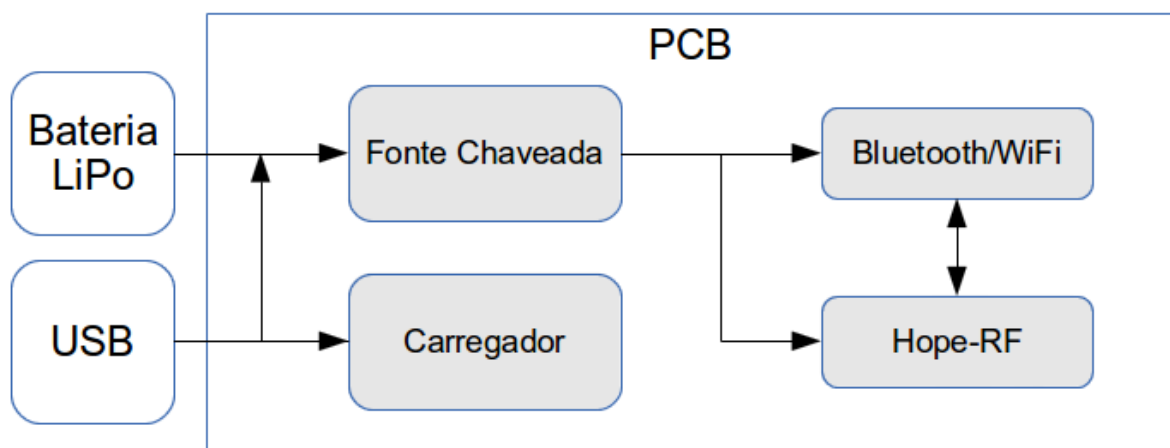 PCB
Bateria
LiPo
Fonte Chaveada
Bluetooth/WiFi
USB
Carregador
Hope-RF